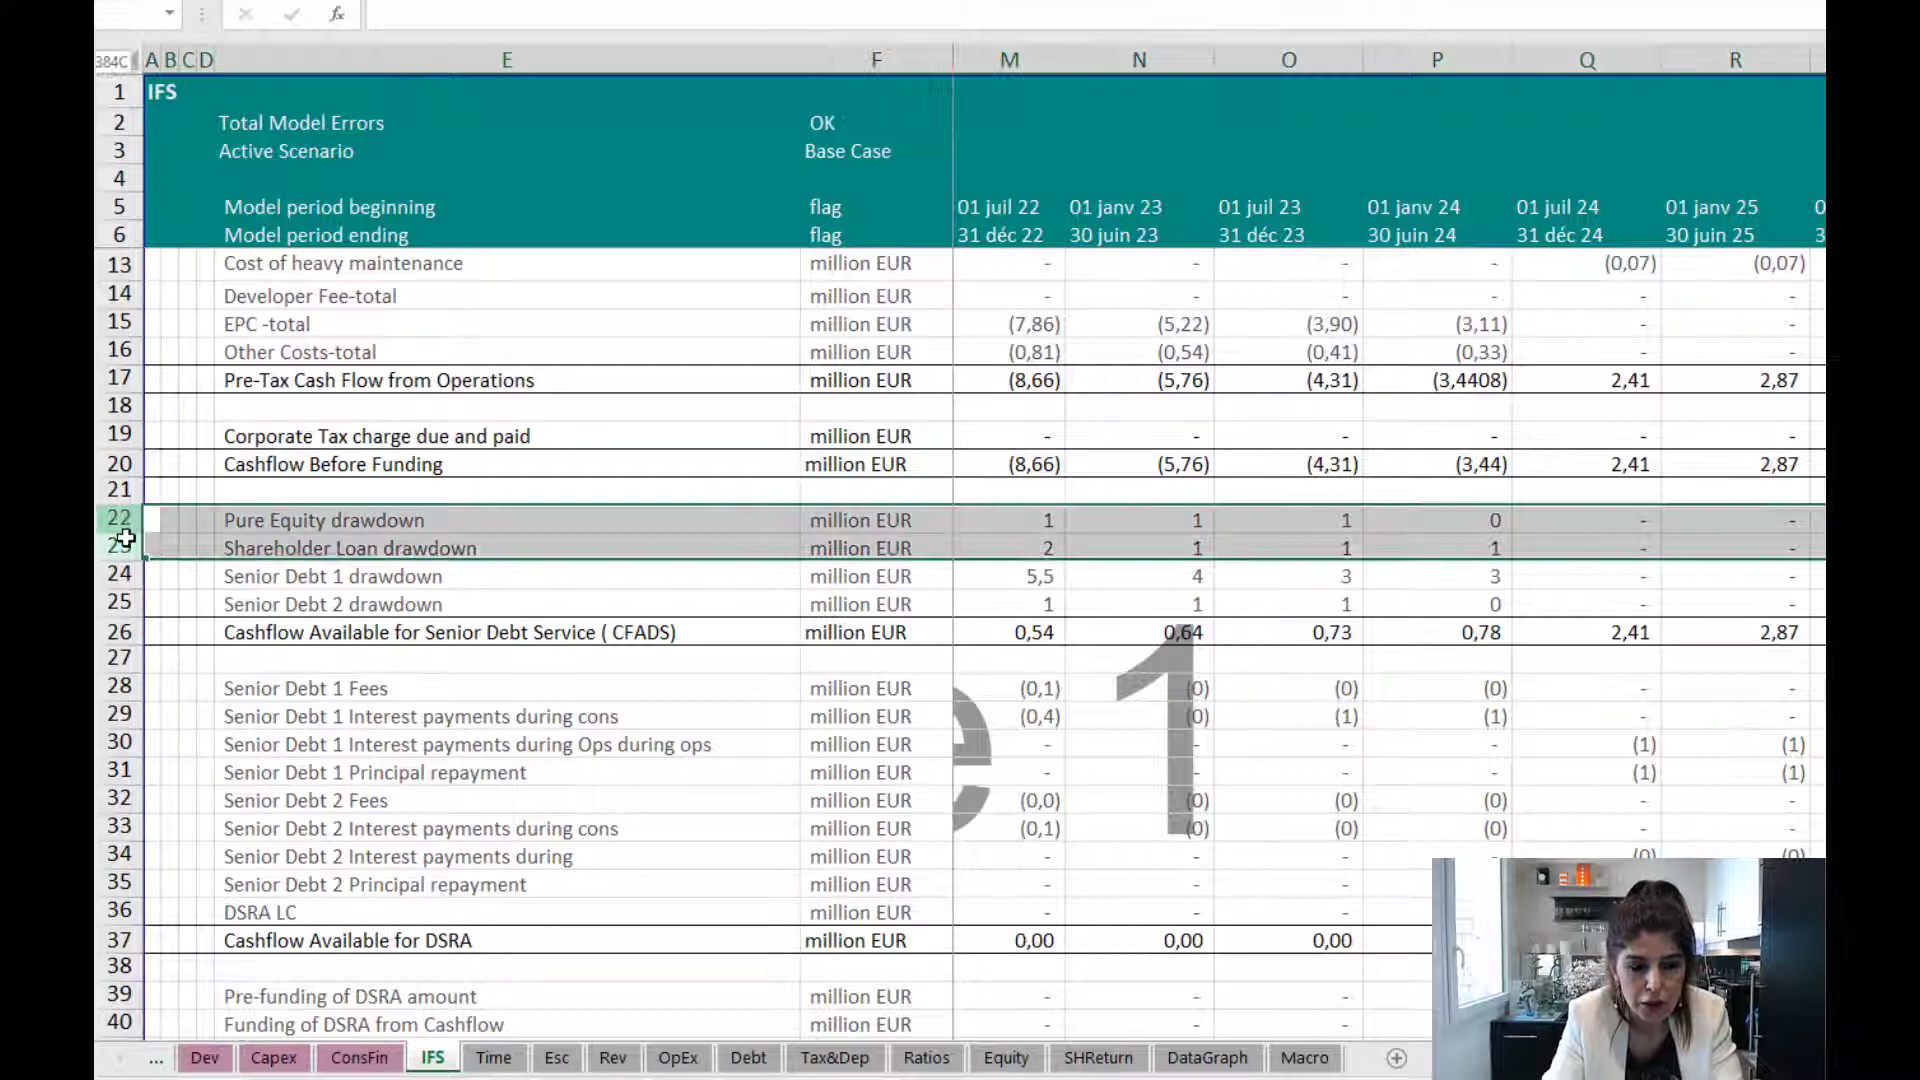 fx
384C A B C D E F M N O P Q R
1 IFS
2 Total Model Errors OK
3 Active Scenario Base Case
4
5 Model period beginning flag 01 juil 22 01 janv 23 01 juil 23 01 janv 24 01 juil 24 01 janv 25 0
6 Model period ending flag 31 déc 22 30 juin 23 31 déc 23 30 juin 24 31 déc 24 30 juin 25 3
13 Cost of heavy maintenance million EUR - - - - (0,07) (0,07)
14 Developer Fee-total million EUR - - - - - -
15 EPC -total million EUR (7,86) (5,22) (3,90) (3,11) - -
16 Other Costs-total million EUR (0,81) (0,54) (0,41) (0,33) - -
17 Pre-Tax Cash Flow from Operations million EUR (8,66) (5,76) (4,31) (3,4408) 2,41 2,87
18
19 Corporate Tax charge due and paid million EUR - - - - - -
20 Cashflow Before Funding million EUR (8,66) (5,76) (4,31) (3,44) 2,41 2,87
21
22 Pure Equity drawdown million EUR 1 1 1 0 - -
23 Shareholder Loan drawdown million EUR 2 1 1 1 - -
24 Senior Debt 1 drawdown million EUR 5,5 4 3 3 - -
25 Senior Debt 2 drawdown million EUR 1 1 1 0 - -
26 Cashflow Available for Senior Debt Service ( CFADS) million EUR 0,54 0,64 0,73 0,78 2,41 2,87
27
28 Senior Debt 1 Fees million EUR (0,1) (0) (0) (0) - -
29 Senior Debt 1 Interest payments during cons million EUR (0,4) (0) (1) (1) - -
30 Senior Debt 1 Interest payments during Ops during ops million EUR - - - - (1) (1)
31 Senior Debt 1 Principal repayment million EUR - - - - (1) (1)
32 Senior Debt 2 Fees million EUR (0,0) (0) (0) (0) - -
33 Senior Debt 2 Interest payments during cons million EUR (0,1) (0) (0) (0) - -
34 Senior Debt 2 Interest payments during million EUR - - - - (0) (0)
35 Senior Debt 2 Principal repayment million EUR - - -
36 DSRA LC million EUR - - -
37 Cashflow Available for DSRA million EUR 0,00 0,00 0,00
38
39 Pre-funding of DSRA amount million EUR - - -
40 Funding of DSRA from Cashflow million EUR - - -
e 1
... Dev Capex ConsFin IFS Time Esc Rev OpEx Debt Tax&Dep Ratios Equity SHReturn DataGraph Macro